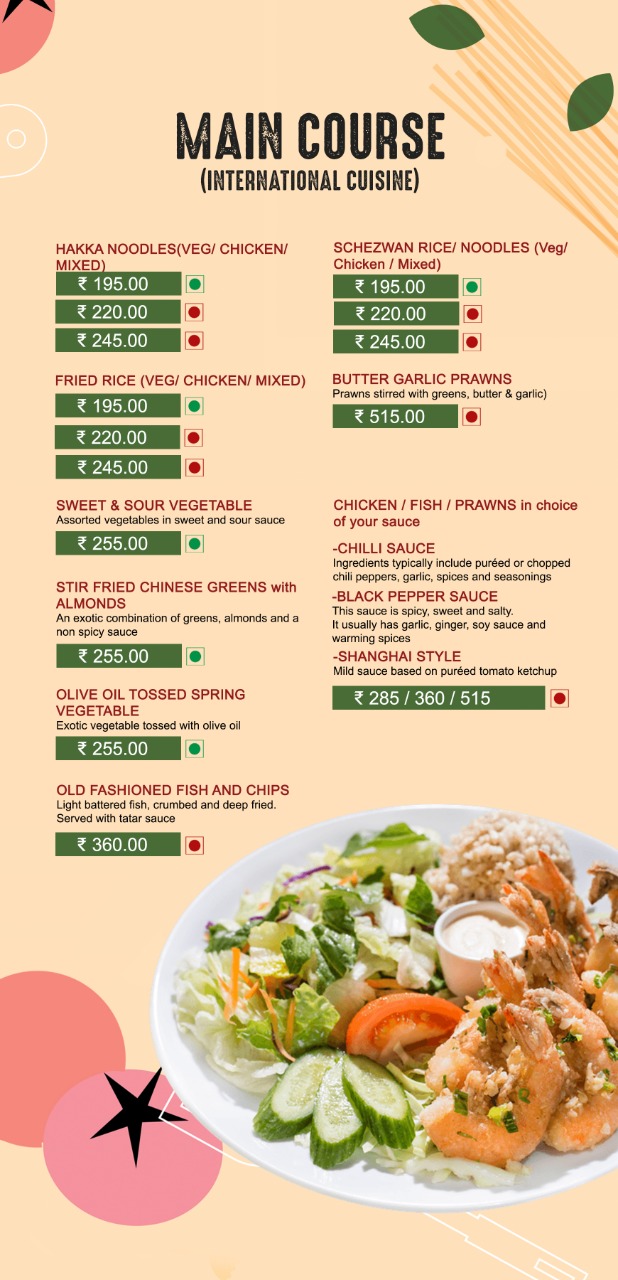 MAIN COURSE
(INTERNATIONAL CUISINE)
HAKKA NOODLES(VEG/ CHICKEN/
MIXED)
₹ 195.00
₹ 220.00
₹ 245.00
FRIED RICE (VEG/ CHICKEN/ MIXED)
₹ 195.00
₹ 220.00
₹ 245.00
SWEET & SOUR VEGETABLE
Assorted vegetables in sweet and sour sauce
₹ 255.00
STIR FRIED CHINESE GREENS with
ALMONDS
An exotic combination of greens, almonds and a
non spicy sauce
₹ 255.00
OLIVE OIL TOSSED SPRING
VEGETABLE
Exotic vegetable tossed with olive oil
₹ 255.00
OLD FASHIONED FISH AND CHIPS
Light battered fish, crumbed and deep fried.
Served with tatar sauce
₹ 360.00
SCHEZWAN RICE/ NOODLES (Veg/
Chicken / Mixed)
₹ 195.00
₹ 220.00
₹ 245.00
BUTTER GARLIC PRAWNS
Prawns stirred with greens, butter & garlic)
₹ 515.00
CHICKEN / FISH / PRAWNS in choice
of your sauce
-CHILLI SAUCE
Ingredients typically include puréed or chopped
chili peppers, garlic, spices and seasonings
-BLACK PEPPER SAUCE
This sauce is spicy, sweet and salty.
It usually has garlic, ginger, soy sauce and
warming spices
-SHANGHAI STYLE
Mild sauce based on puréed tomato ketchup
₹ 285 / 360 / 515